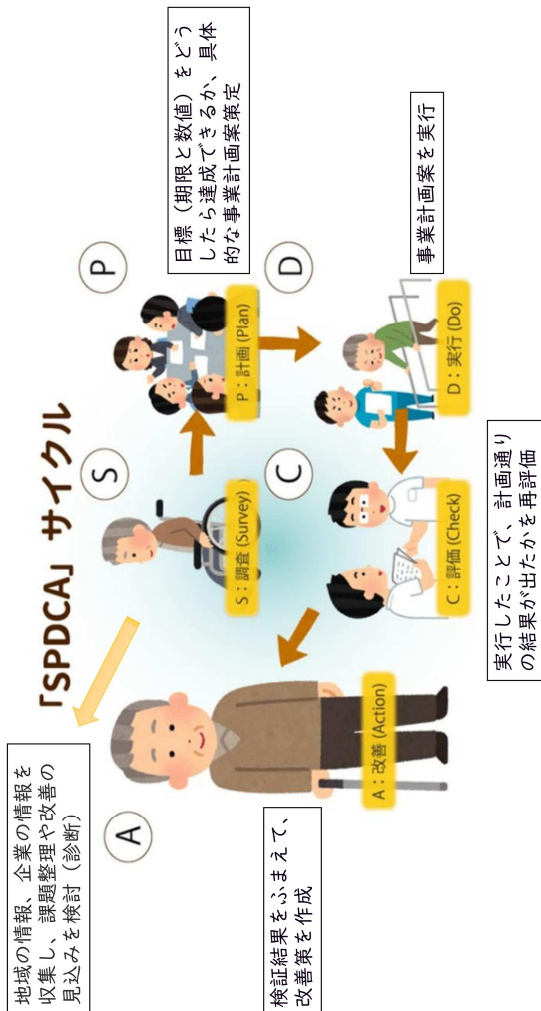 「SPDCA」サイクル
地域の情報、企業の情報を
収集し、課題整理や改善の
見込みを検討（診断）
S
S：調査 (Survey)
P
P：計画 (Plan)
目標（期限と数値）をどう
したら達成できるか、具体
的な事業計画案策定
D
D：実行 (Do)
事業計画案を実行
C
C：評価 (Check)
実行したことで、計画通り
の結果が出たかを再評価
A
A：改善 (Action)
検証結果をふまえて、
改善策を作成